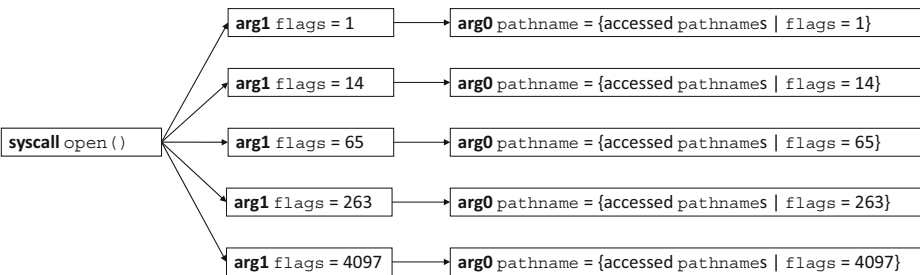 arg1 flags = 1
arg0 pathname = {accessed pathnames | flags = 1}
arg1 flags = 14
arg0 pathname = {accessed pathnames | flags = 14}
syscall open()
arg1 flags = 65
arg0 pathname = {accessed pathnames | flags = 65}
arg1 flags = 263
arg0 pathname = {accessed pathnames | flags = 263}
arg1 flags = 4097
arg0 pathname = {accessed pathnames | flags = 4097}